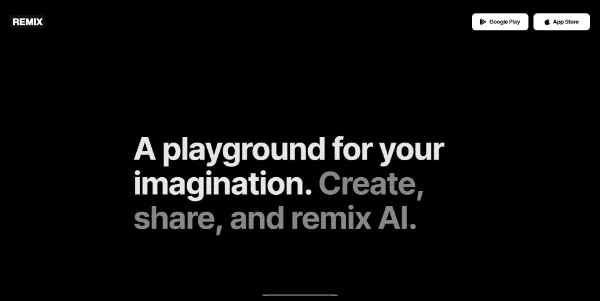 REMIX
Google Play
App Store
A playground for your
imagination. Create,
share, and remix AI.